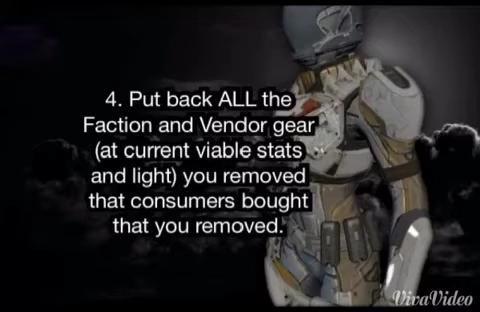 4. Put back ALL the
Faction and Vendor gear
(at current viable stats
and light) you removed
that consumers bought
that you removed.
VivaVideo